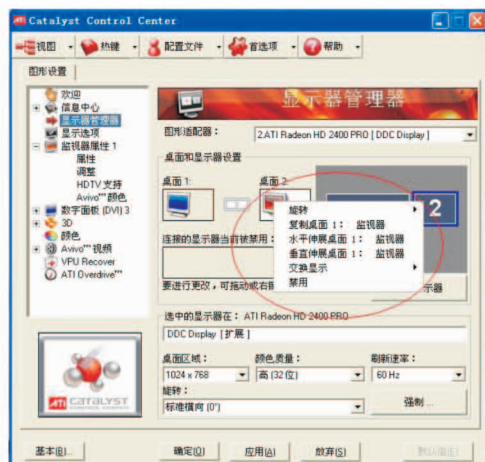 Catalyst Control Center
视图
热键
配置文件
首选项
帮助
图形设置
欢迎
信息中心
显示器管理器
显示选项
监视器属性 1
属性
调整
HDTV 支持
Avivo™ 颜色
数字面板 (DVI) 3
3D
颜色
Avivo™ 视频
VPU Recover
ATI Overdrive™
ATI CATALYST
显示器管理器
图形适配器：
2.ATI Radeon HD 2400 PRO [ DDC Display ]
桌面和显示器设置
桌面 1:
桌面 2:
2
旋转
复制桌面 1： 监视器
水平伸展桌面 1： 监视器
垂直伸展桌面 1： 监视器
交换显示
禁用
连接的显示器当前被禁用：
要进行更改，可拖动或右
示器
选中的显示器在： ATI Radeon HD 2400 PRO
DDC Display [ 扩展 ]
桌面区域：
颜色质量：
刷新速率：
1024 x 768
高 (32 位)
60 Hz
旋转：
标准横向 (0°)
强制 ...
基本(B)...
确定(O)
应用(A)
放弃(S)